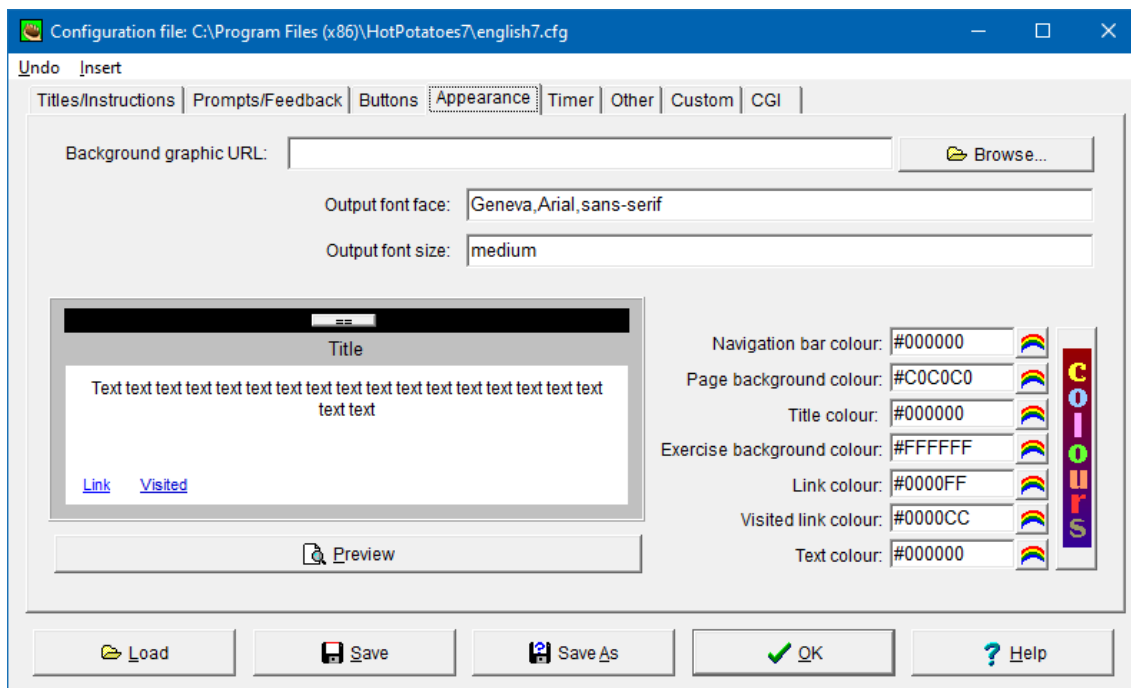 Configuration file: C:\Program Files (x86)\HotPotatoes7\english7.cfg
Undo Insert
Titles/Instructions Prompts/Feedback Buttons Appearance Timer Other Custom CGI
Background graphic URL: Browse...
Output font face: Geneva,Arial,sans-serif
Output font size: medium
==
Title
Text text text text text text text text text text text text text text text text text
text text
Link Visited
Preview
Navigation bar colour: #000000
Page background colour: #C0C0C0
Title colour: #000000
Exercise background colour: #FFFFFF
Link colour: #0000FF
Visited link colour: #0000CC
Text colour: #000000
Colours
Load Save Save As OK Help